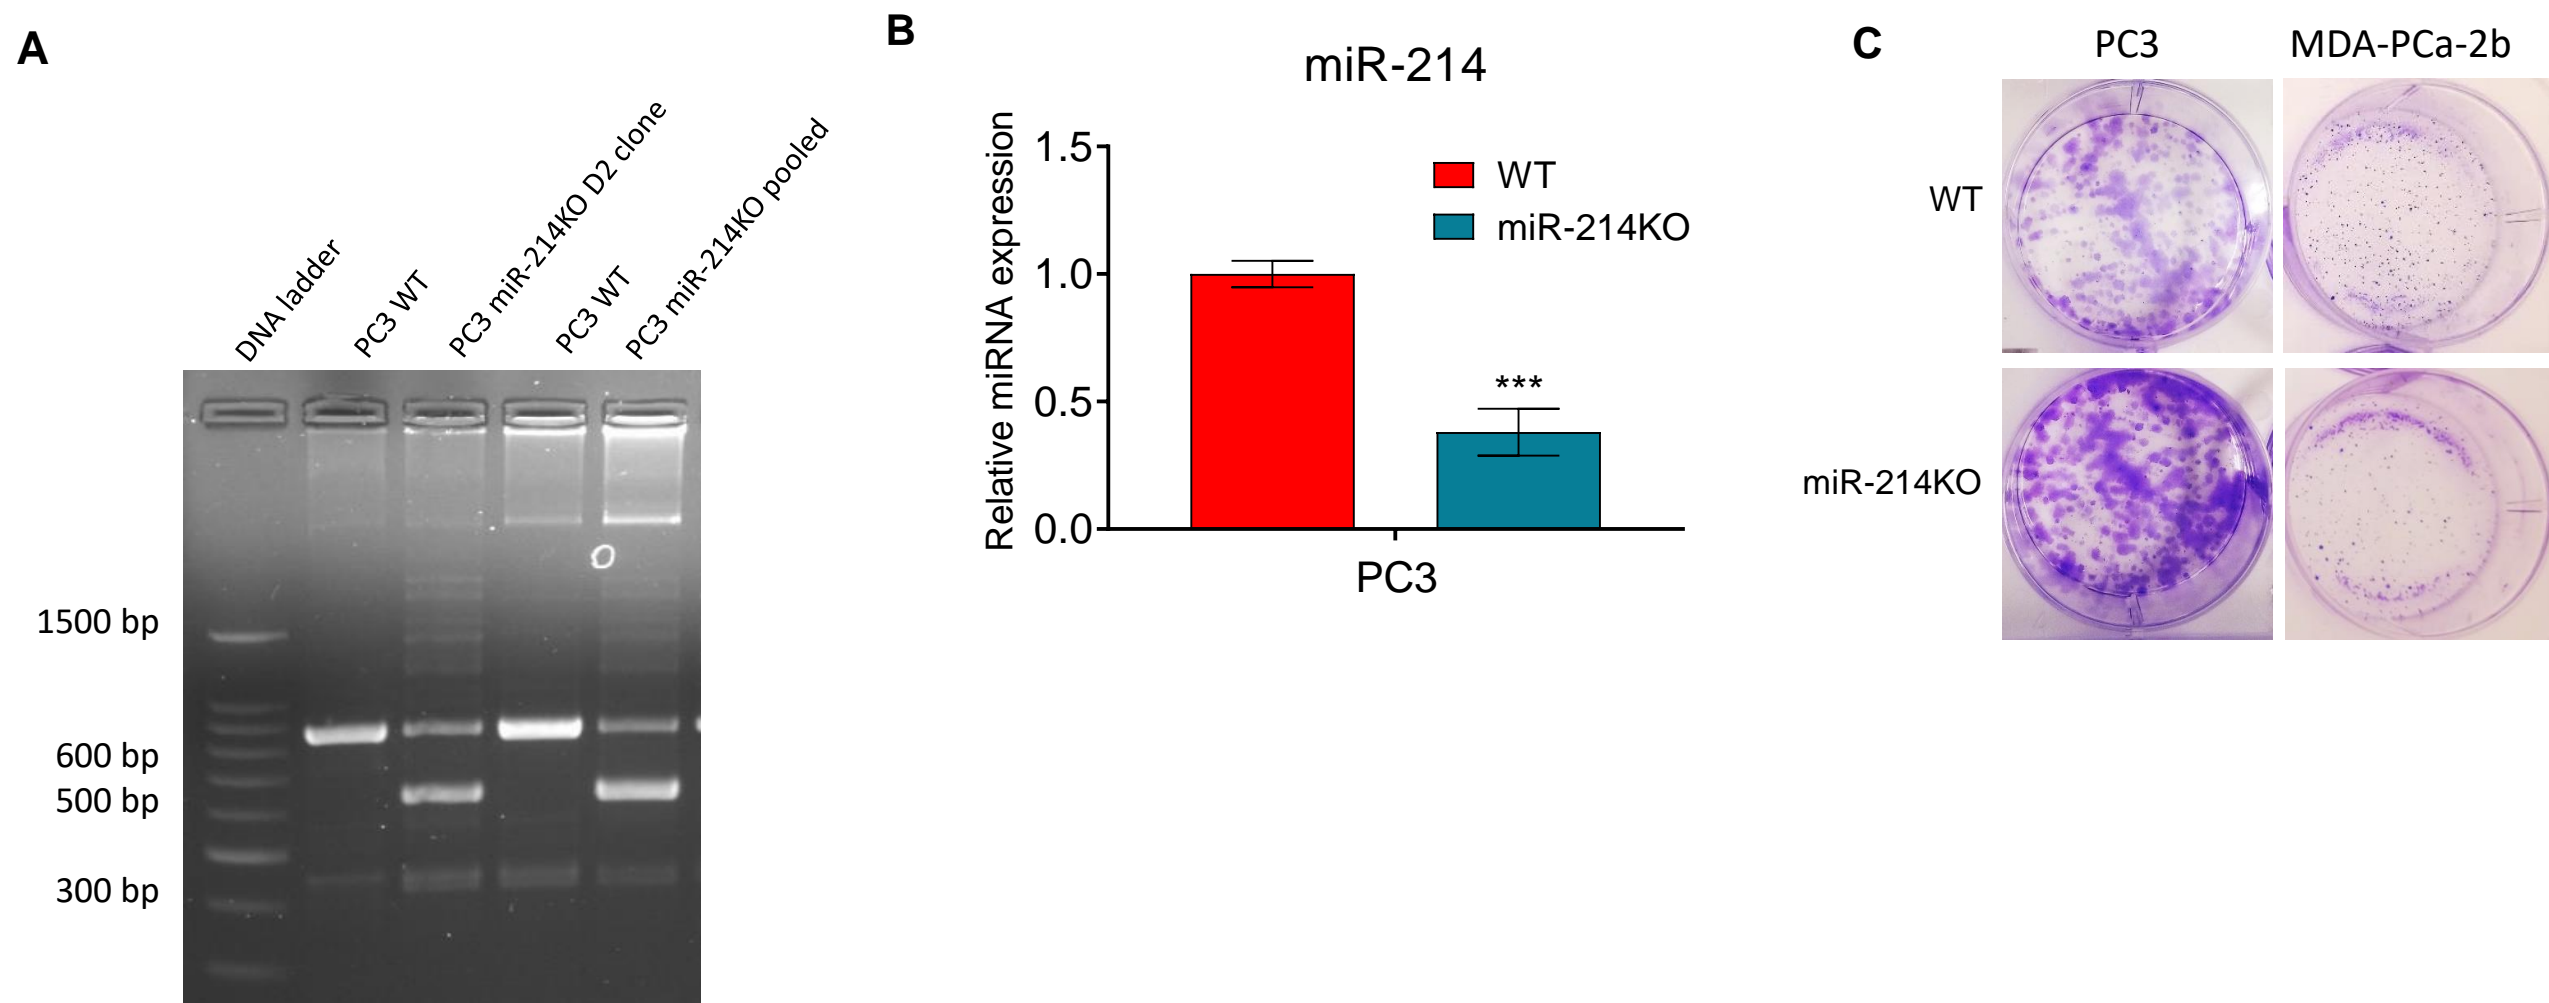 A
DNA ladder
PC3 WT
PC3 miR-214KO D2 clone
PC3 WT
PC3 miR-214KO pooled
1500 bp
600 bp
500 bp
300 bp
B
miR-214
Relative miRNA expression
1.5
1.0
0.5
0.0
WT
miR-214KO
***
PC3
C
PC3
MDA-PCa-2b
WT
miR-214KO